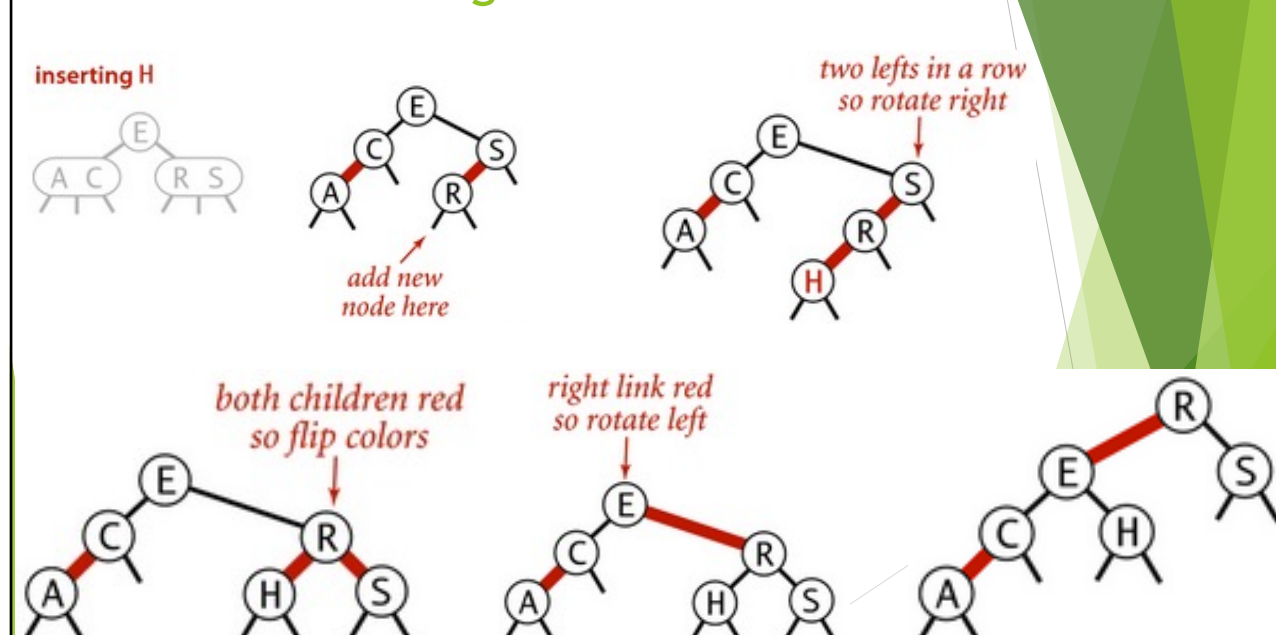 inserting H
E
A C
R S
E
C
S
A
R
add new
node here
two lefts in a row
so rotate right
E
C
S
A
R
H
both children red
so flip colors
E
C
R
A
H
S
right link red
so rotate left
E
C
R
A
H
S
R
E
S
C
H
A